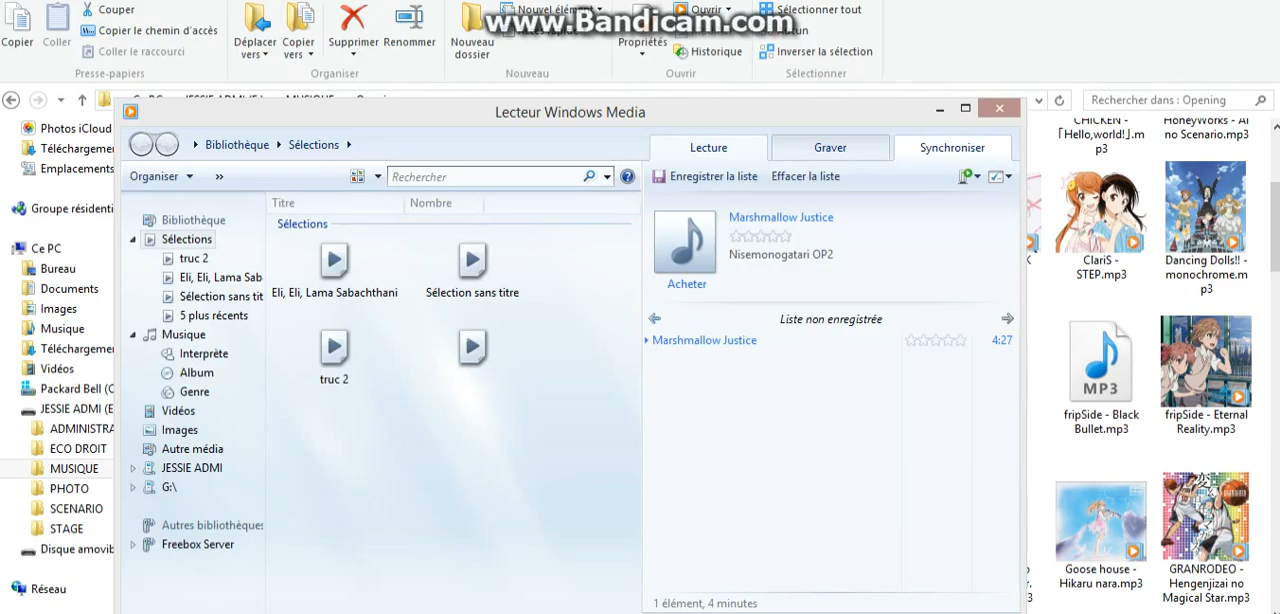 www.Bandicam.com
Copier
Coller
Couper
Copier le chemin d'accès
Coller le raccourci
Presse-papiers
Déplacer
vers
Copier
vers
Supprimer
Renommer
Organiser
Nouveau
dossier
Nouvel élément
Nouveau
Propriétés
Ouvrir
Historique
Ouvrir
Sélectionner tout
Aucun
Inverser la sélection
Sélectionner
Rechercher dans : Opening
Photos iCloud
Téléchargeme
Emplacements
Groupe résidenti
Ce PC
Bureau
Documents
Images
Musique
Téléchargeme
Vidéos
Packard Bell (C
JESSIE ADMI (E
ADMINISTRA
ECO DROIT
MUSIQUE
PHOTO
SCENARIO
STAGE
Disque amovib
Réseau
Lecteur Windows Media
Bibliothèque
Sélections
Organiser
»
Rechercher
Bibliothèque
Sélections
truc 2
Eli, Eli, Lama Sab
Sélection sans tit
5 plus récents
Musique
Interprète
Album
Genre
Vidéos
Images
Autre média
JESSIE ADMI
G:\
Autres bibliothèques
Freebox Server
Titre
Nombre
Sélections
Eli, Eli, Lama Sabachthani
Sélection sans titre
truc 2
Lecture
Graver
Synchroniser
Enregistrer la liste
Effacer la liste
Marshmallow Justice
Nisemonogatari OP2
Acheter
Liste non enregistrée
Marshmallow Justice
4:27
1 élément, 4 minutes
CHICKEN -
「Hello,world!」.m
p3
HoneyWorks - Ai
no Scenario.mp3
ClariS -
STEP.mp3
Dancing Dolls!! -
monochrome.m
p3
MP3
fripSide - Black
Bullet.mp3
fripSide - Eternal
Reality.mp3
Goose house -
Hikaru nara.mp3
GRANRODEO -
Hengenjizai no
Magical Star.mp3